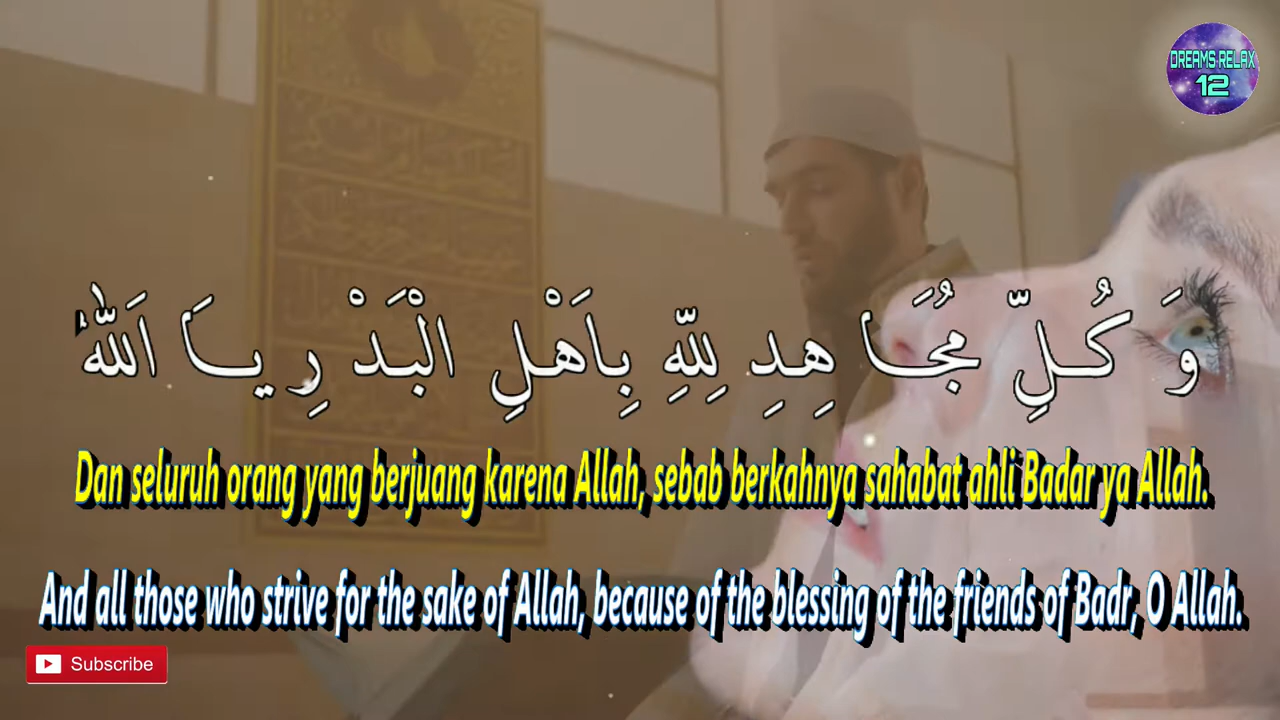 DREAMS RELAX
12
وَ كُلِّ مُجَا هِدِ لِلّٰهِ بِاَهْلِ الْبَدْ رِ يَا اَللّٰهُ
Dan seluruh orang yang berjuang karena Allah, sebab berkahnya sahabat ahli Badar ya Allah.
And all those who strive for the sake of Allah, because of the blessing of the friends of Badr, O Allah.
Subscribe